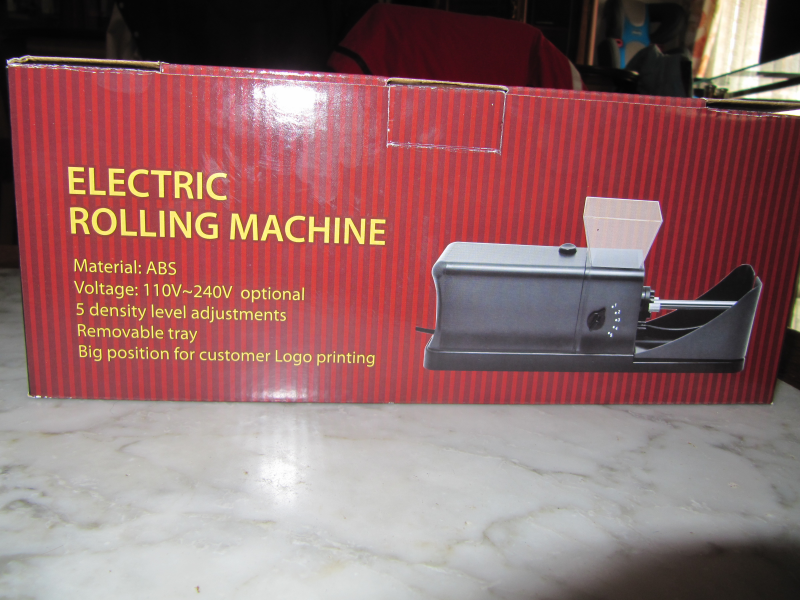 ELECTRIC
ROLLING MACHINE
Material: ABS
Voltage: 110V~240V optional
5 density level adjustments
Removable tray
Big position for customer Logo printing